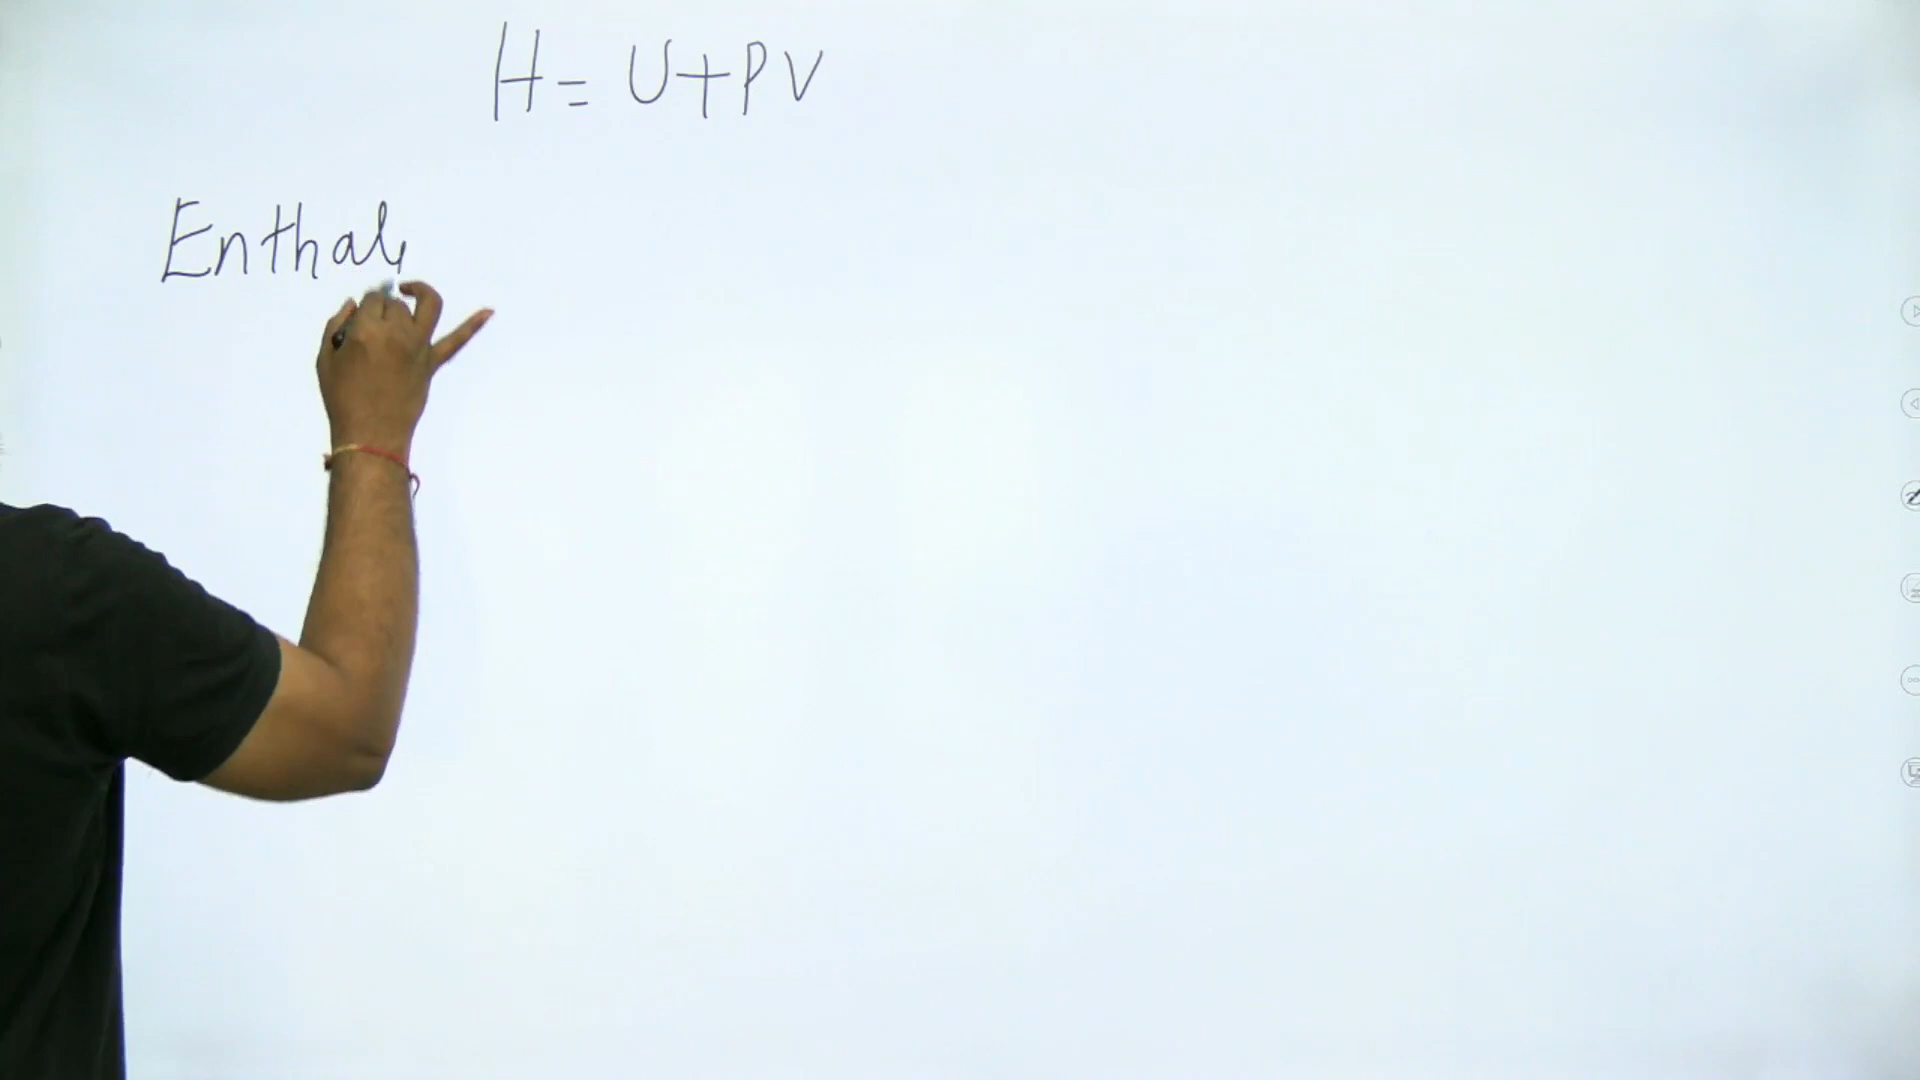 H = U + PV
Enthal